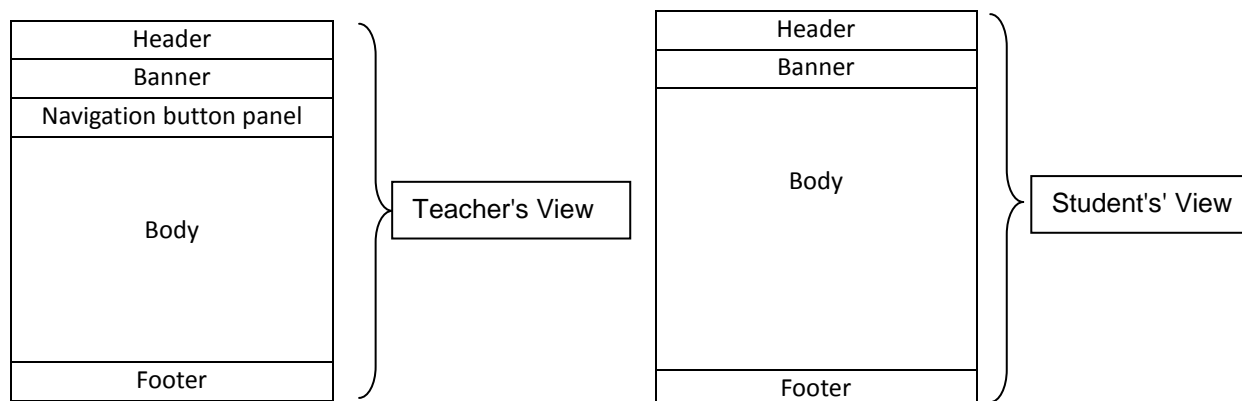 Header
Banner
Navigation button panel
Body
Footer
Teacher's View
Header
Banner
Body
Footer
Student's' View